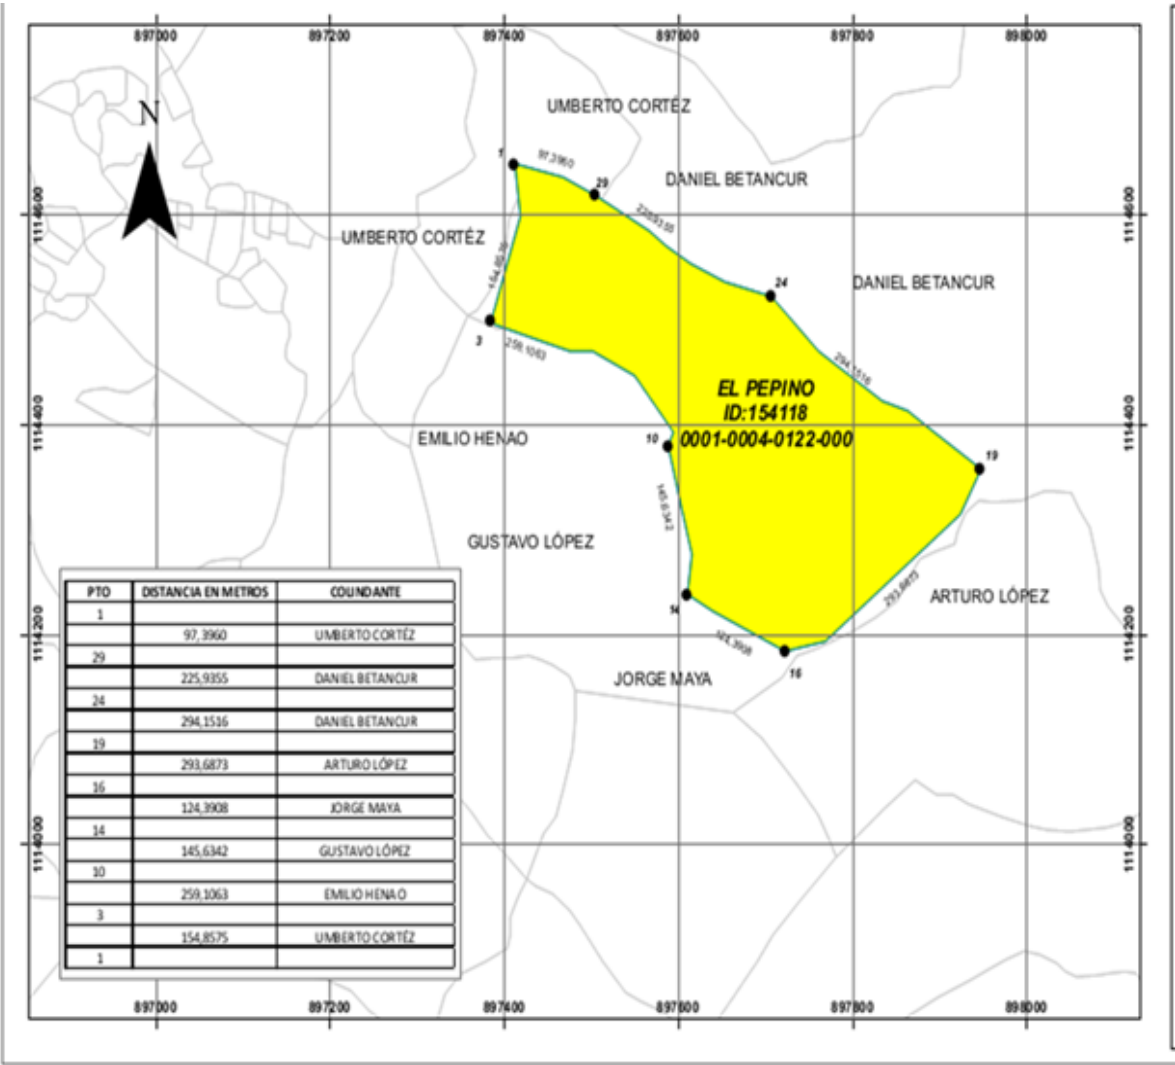 897000 897200 897400 897600 897800 898000
N
UMBERTO CORTÉZ
1
97,3960
29
DANIEL BETANCUR
1114600
1114600
UMBERTO CORTÉZ
24
DANIEL BETANCUR
3
259,1063
294,1516
EL PEPINO
ID:154118
0001-0004-0122-000
1114400
1114400
EMILIO HENAO
10
19
145,6342
GUSTAVO LÓPEZ
293,6873
ARTURO LÓPEZ
14
124,3908
16
JORGE MAYA
1114200
1114200
PTO DISTANCIA EN METROS COLINDANTE
1
97,3960 UMBERTO CORTÉZ
29
225,9355 DANIEL BETANCUR
24
294,1516 DANIEL BETANCUR
19
293,6873 ARTURO LÓPEZ
16
124,3908 JORGE MAYA
14
145,6342 GUSTAVO LÓPEZ
10
259,1063 EMILIO HENAO
3
154,8575 UMBERTO CORTÉZ
1
1114000
1114000
897000 897200 897400 897600 897800 898000